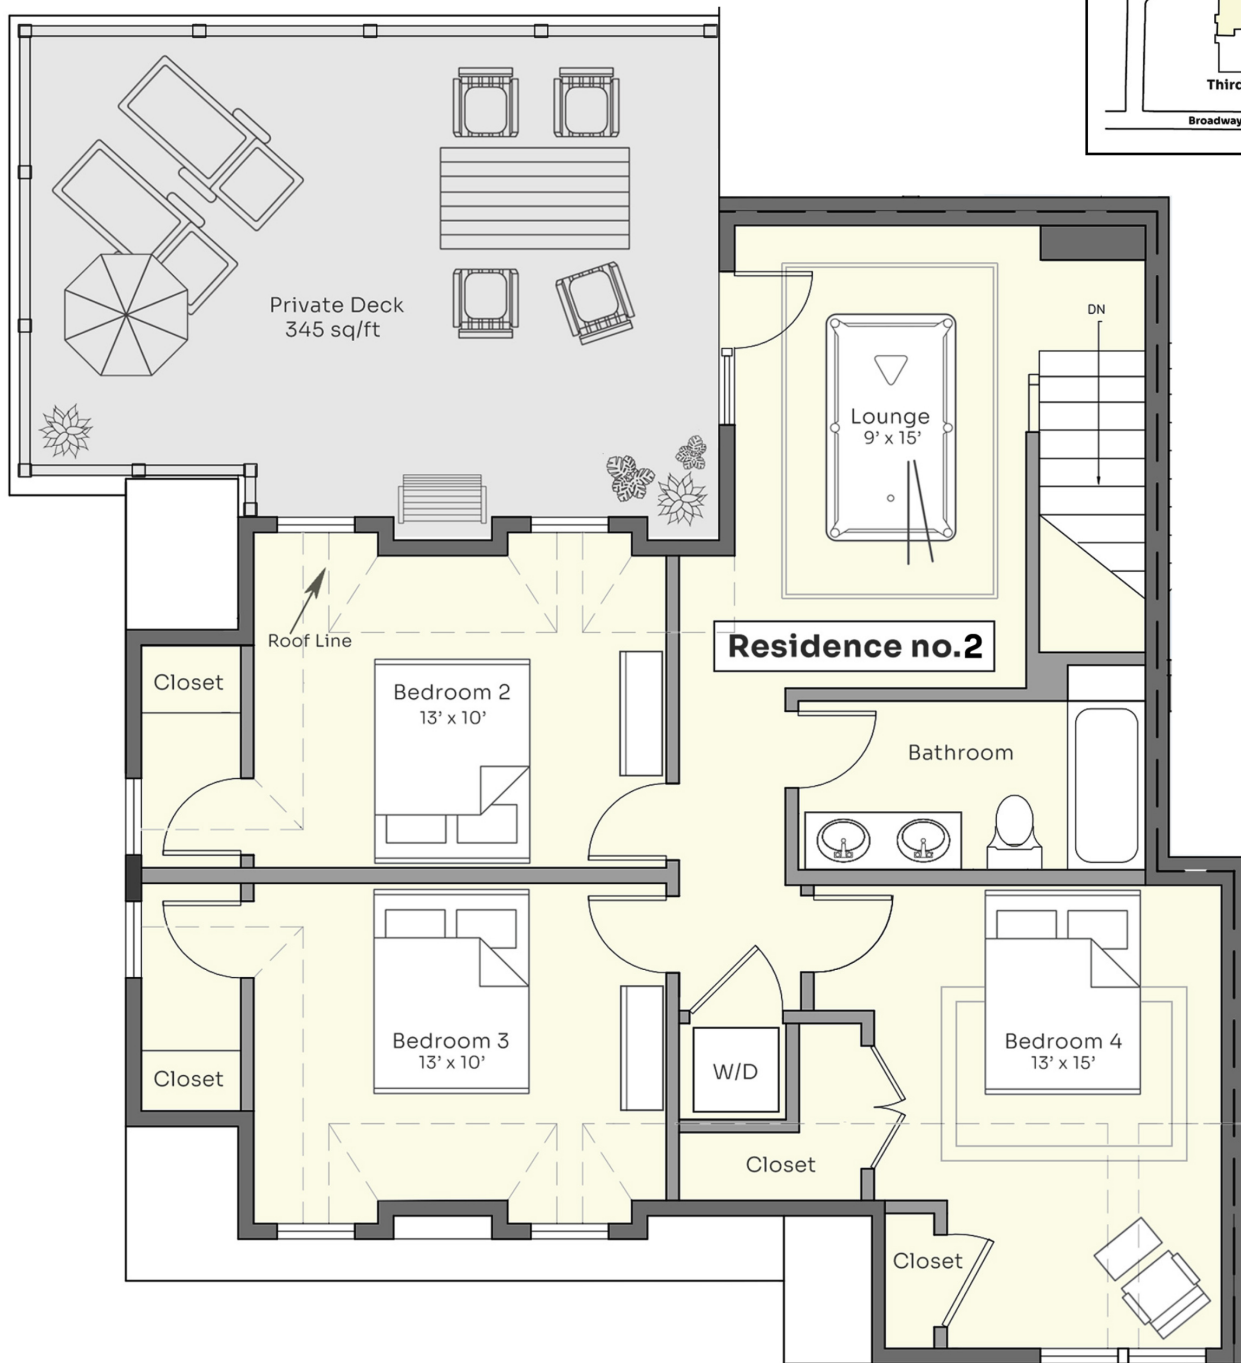 Third
Broadway
Private Deck
345 sq/ft
DN
Lounge
9’ x 15’
Roof Line
Residence no.2
Closet
Bedroom 2
13’ x 10’
Bathroom
Bedroom 3
13’ x 10’
Bedroom 4
13’ x 15’
W/D
Closet
Closet
Closet